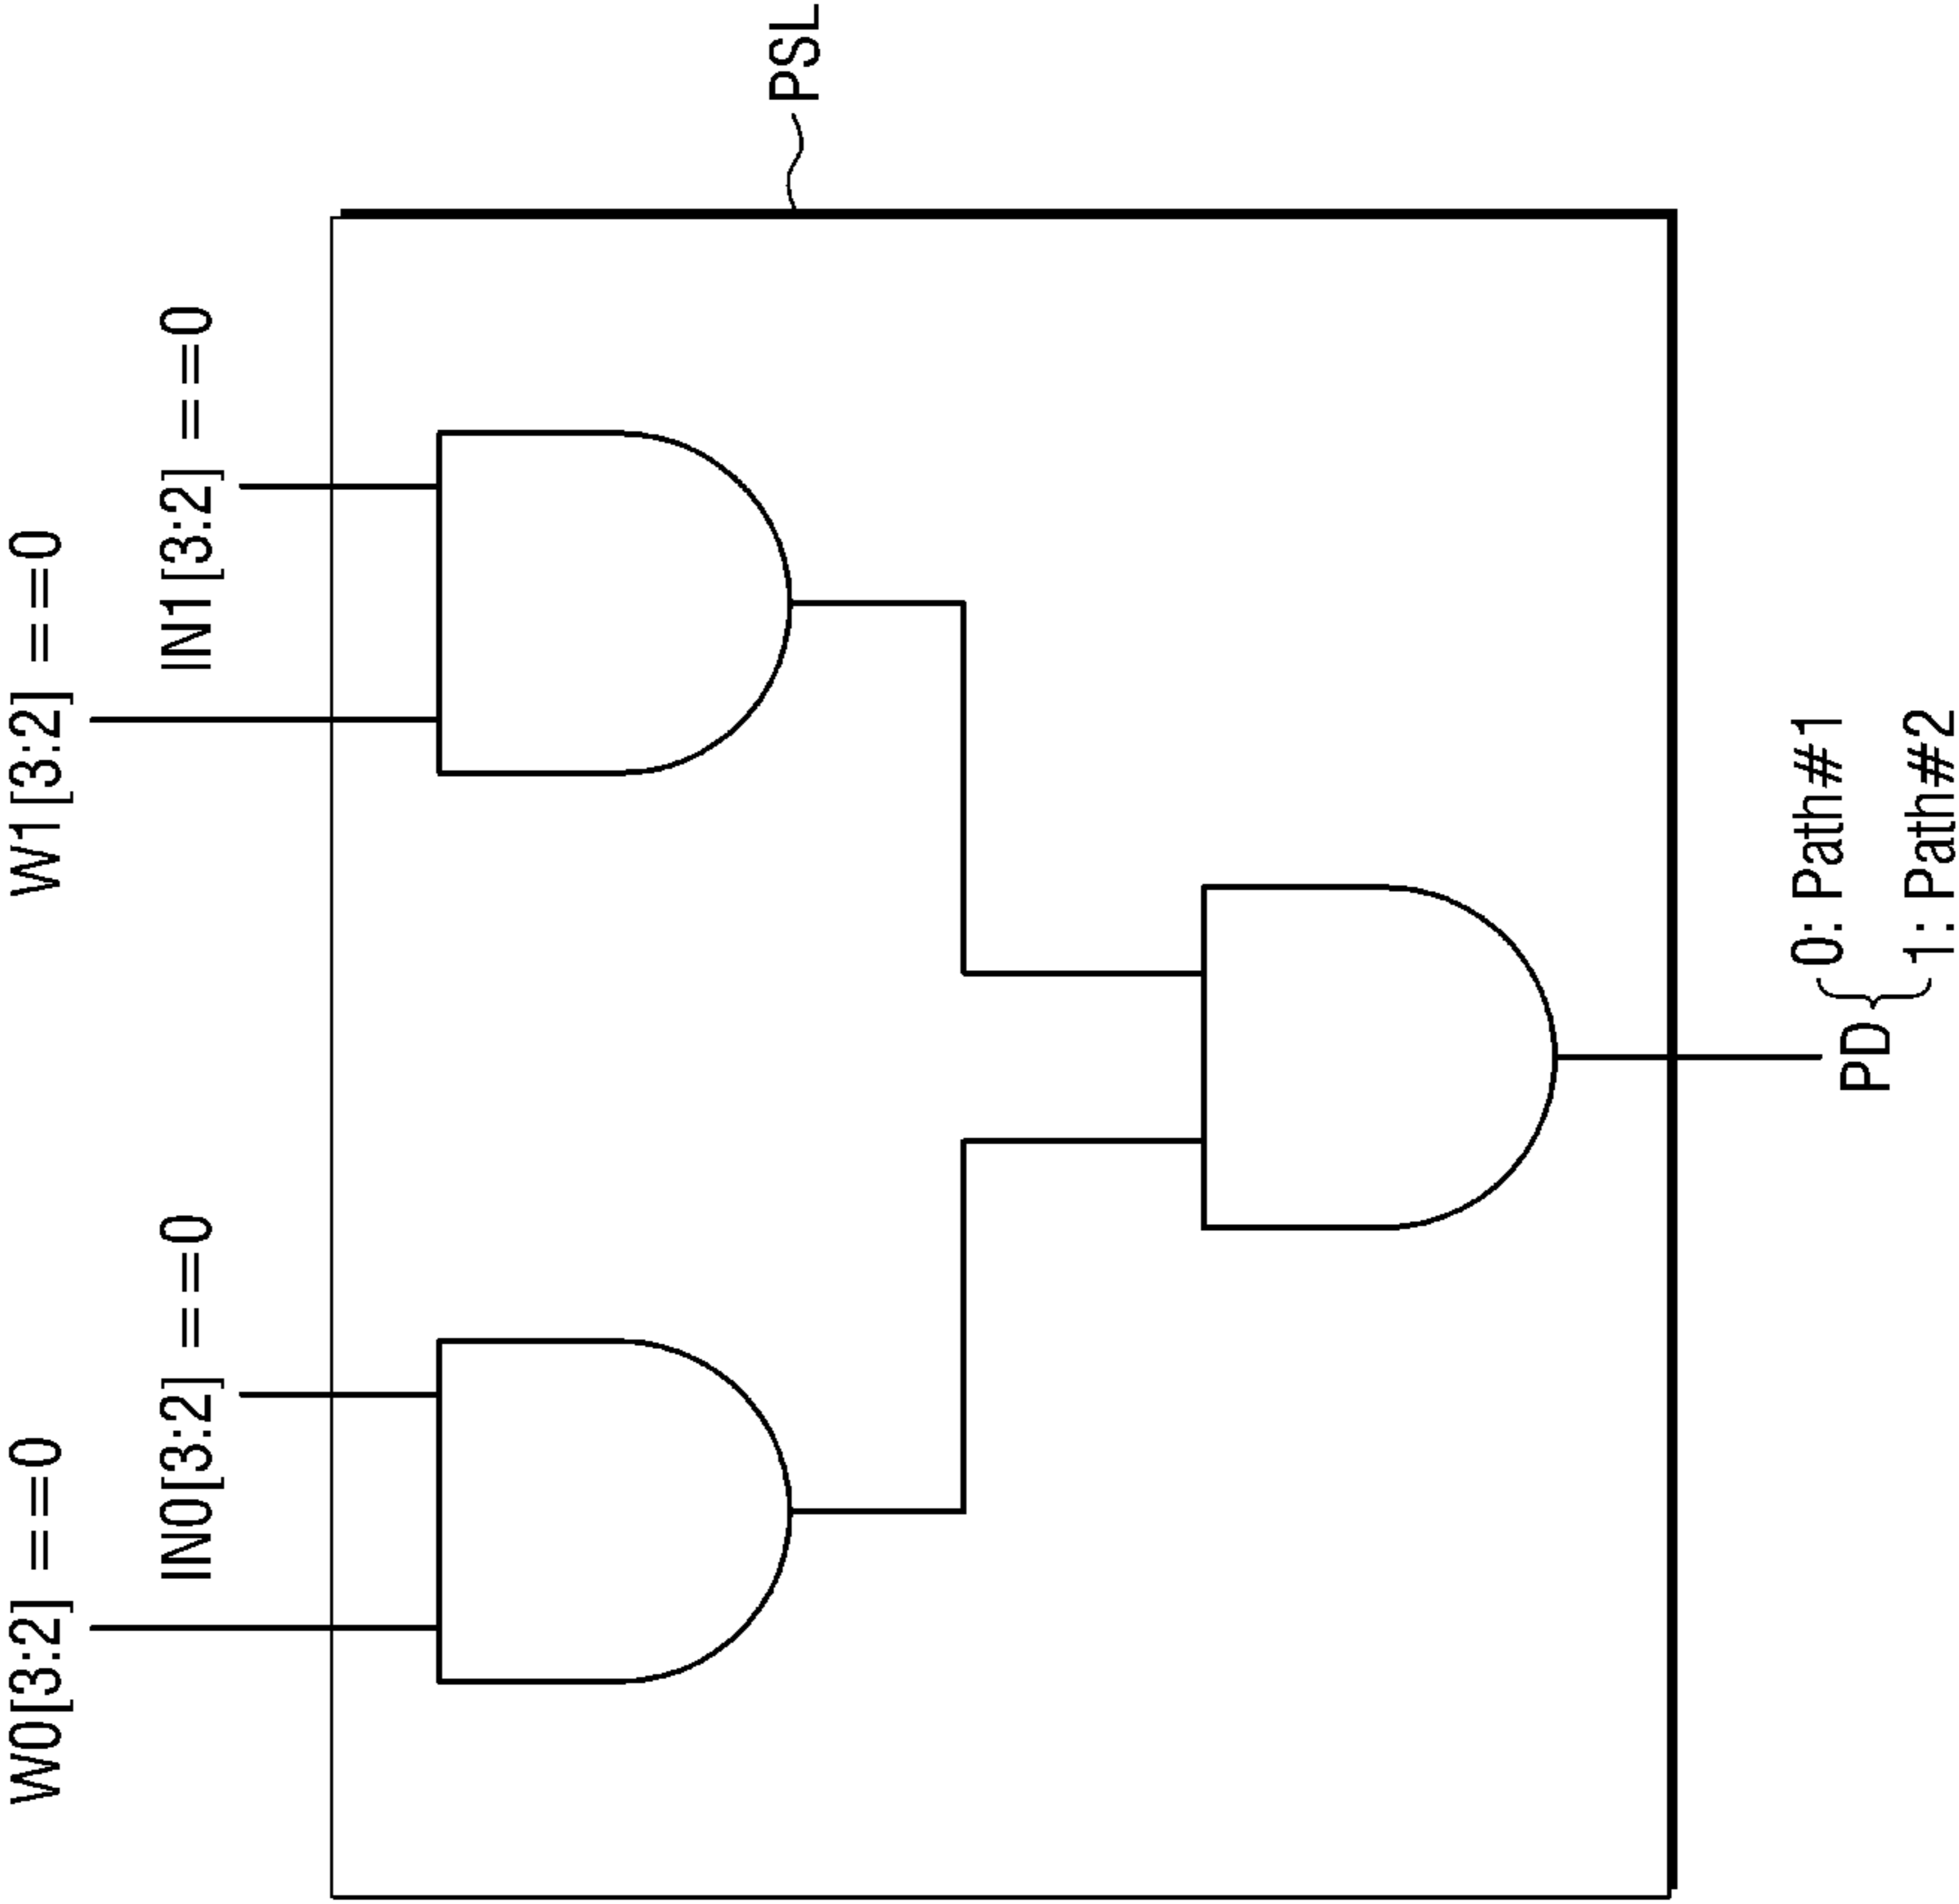 W0[3:2] ==0
IN0[3:2] ==0
W1[3:2] ==0
IN1[3:2] ==0
PSL
PD
0: Path#1
1: Path#2